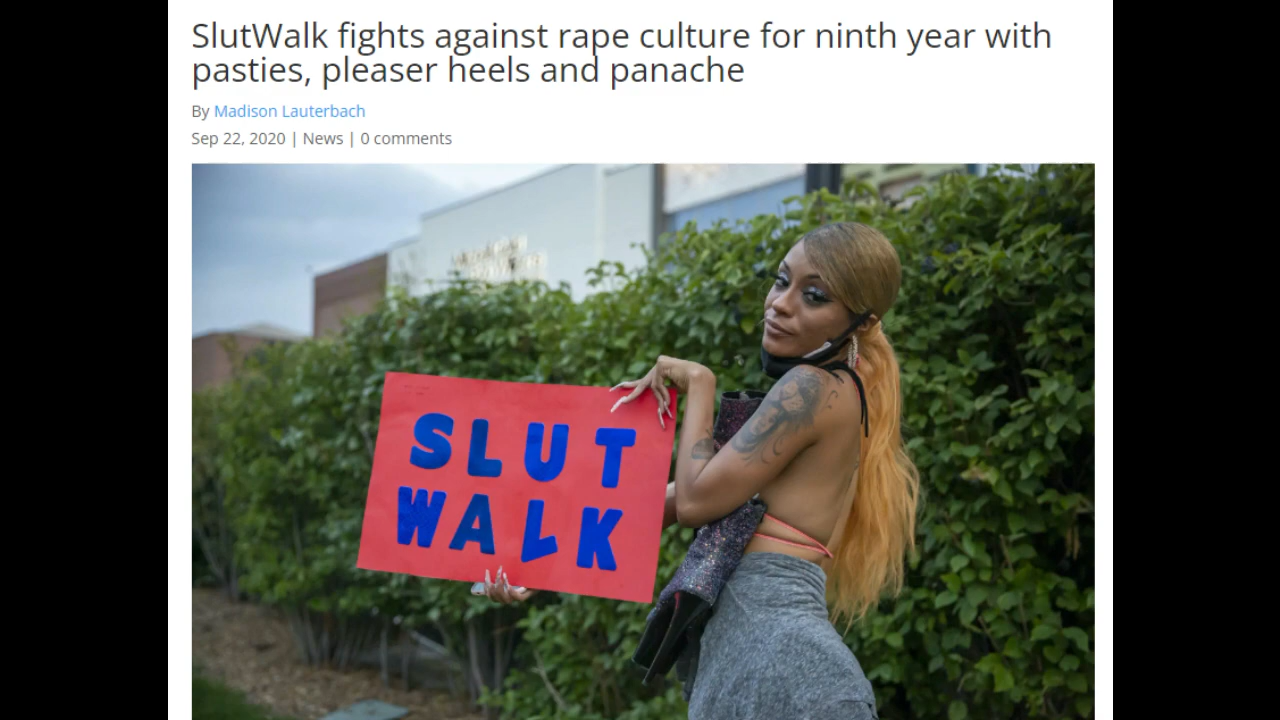 SlutWalk fights against rape culture for ninth year with
pasties, pleaser heels and panache
By Madison Lauterbach
Sep 22, 2020 | News | 0 comments
SLUT
WALK